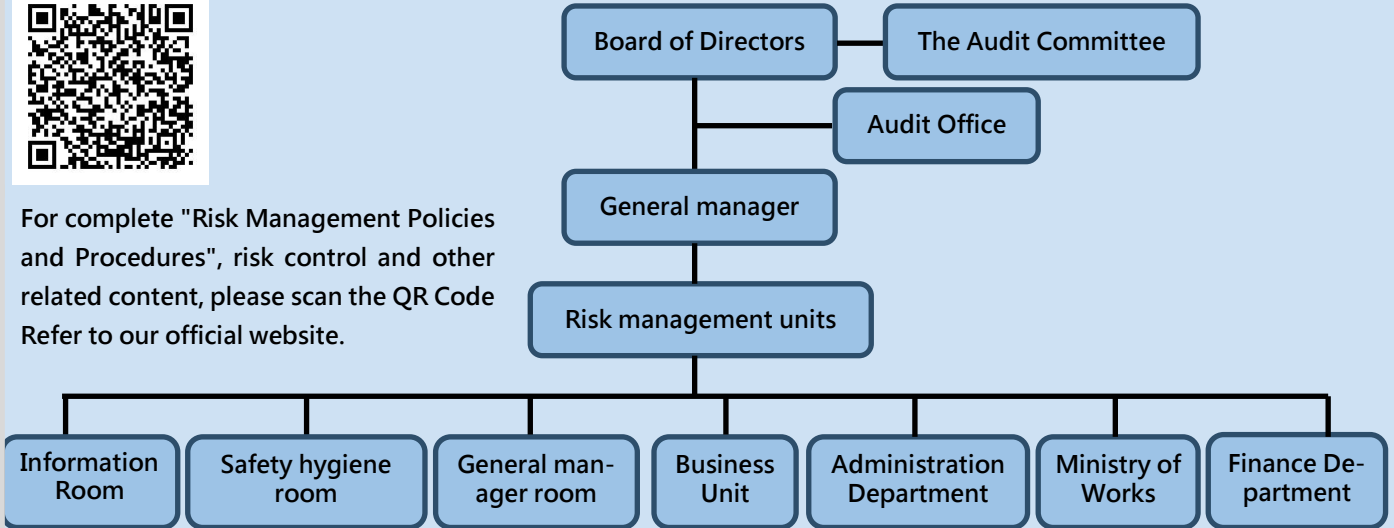 Board of Directors
The Audit Committee
Audit Office
General manager
Risk management units
For complete "Risk Management Policies
and Procedures", risk control and other
related content, please scan the QR Code
Refer to our official website.
Information
Room
Safety hygiene
room
General man-
ager room
Business
Unit
Administration
Department
Ministry of
Works
Finance De-
partment